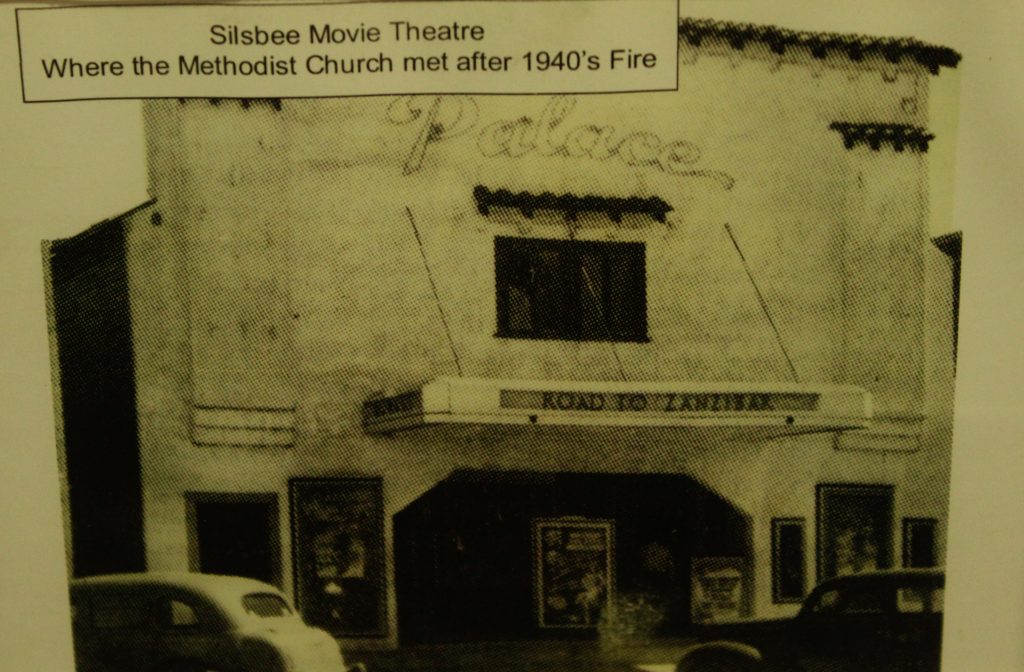 Silsbee Movie Theatre
Where the Methodist Church met after 1940's Fire
Palace
ROAD TO ZANZIBAR